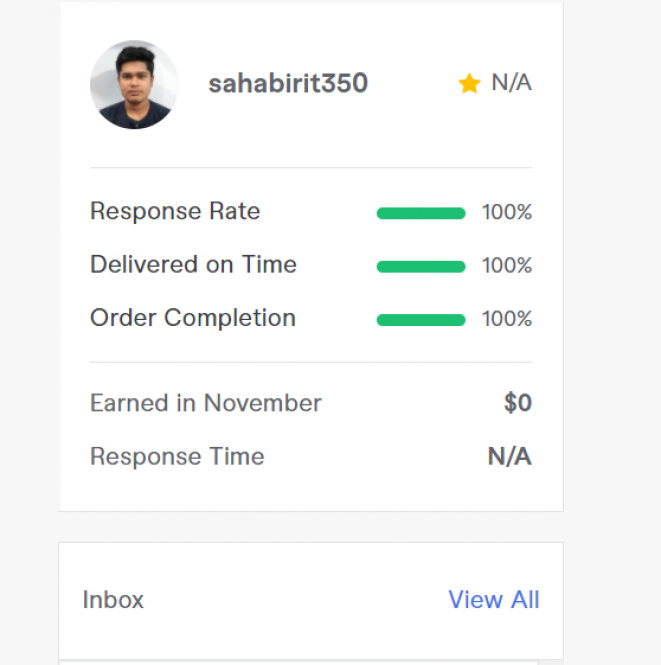 sahabirit350 N/A
Response Rate 100%
Delivered on Time 100%
Order Completion 100%
Earned in November $0
Response Time N/A
Inbox View All